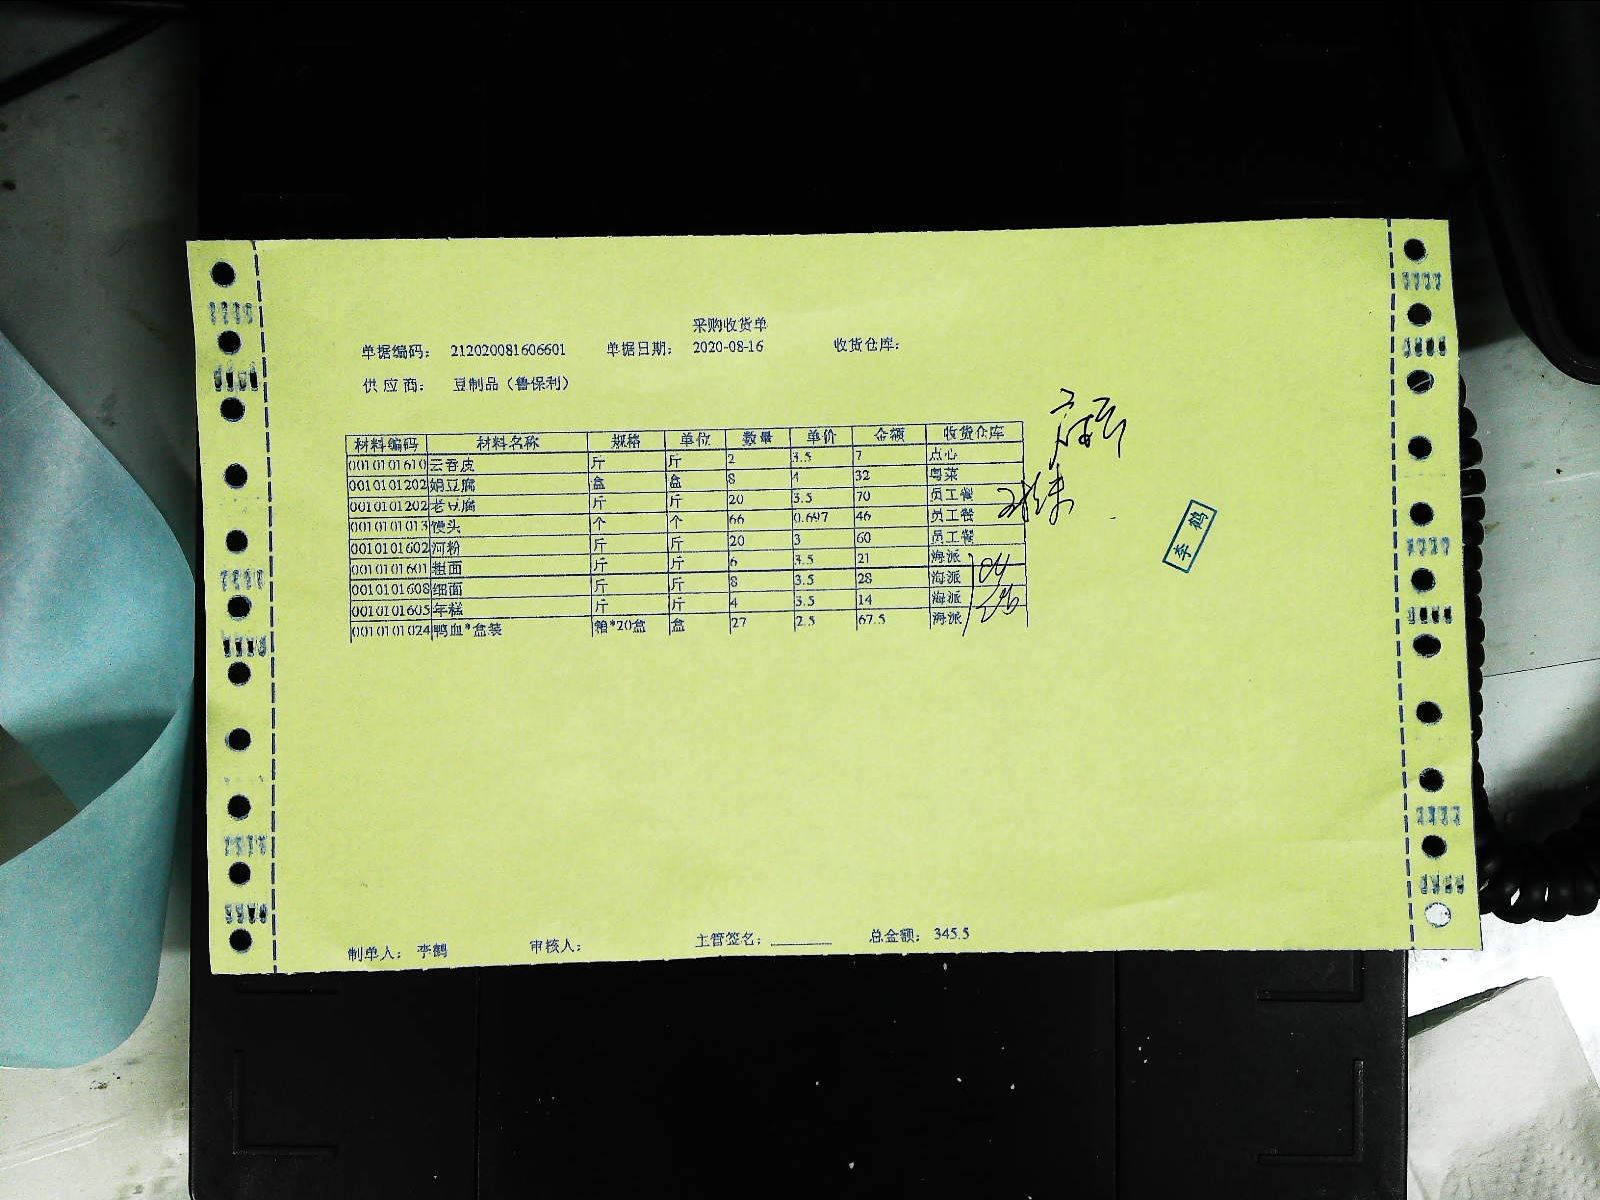 采购收货单
单据编码： 212020081606601 单据日期： 2020-08-16 收货仓库：
供应商： 豆制品（鲁保利）
材料编码 材料名称 规格 单位 数量 单价 金额 收货仓库
0010101610 云吞皮 斤 斤 2 3.5 7 点心
0010101202 娟豆腐 盒 盒 8 4 32 粤菜
0010101202 老豆腐 斤 斤 20 3.5 70 员工餐
0010101013 馒头 个 个 66 0.697 46 员工餐
0010101602 河粉 斤 斤 20 3 60 员工餐
0010101601 粗面 斤 斤 6 3.5 21 海派
0010101608 细面 斤 斤 8 3.5 28 海派
0010101605 年糕 斤 斤 4 3.5 14 海派
0010101024 鸭血*盒装 箱*20盒 盒 27 2.5 67.5 海派
李鹤
制单人： 李鹤 审核人： 主管签名： 总金额： 345.5